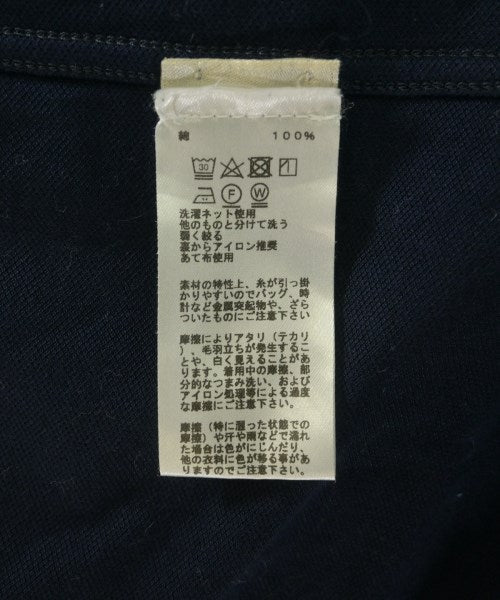 綿 100%
30
F W
洗濯ネット使用
他のものと分けて洗う
弱く絞る
裏からアイロン推奨
あて布使用
素材の特性上、糸が引っ掛
かりやすいのでバッグ、時
計など金属突起物や、ざら
ついたものにご注意下さい
摩擦によりアタリ（テカリ
）、毛羽立ちが発生するこ
とや、白く見えることがあ
ります。着用中の摩擦、部
分的なつまみ洗い、および
アイロン処理等による過度
な摩擦にご注意下さい
摩擦（特に湿った状態での
摩擦）や汗や雨などで濡れ
た場合は色がにじんだり、
他の衣料に色が移る事があ
りますのでご注意下さい